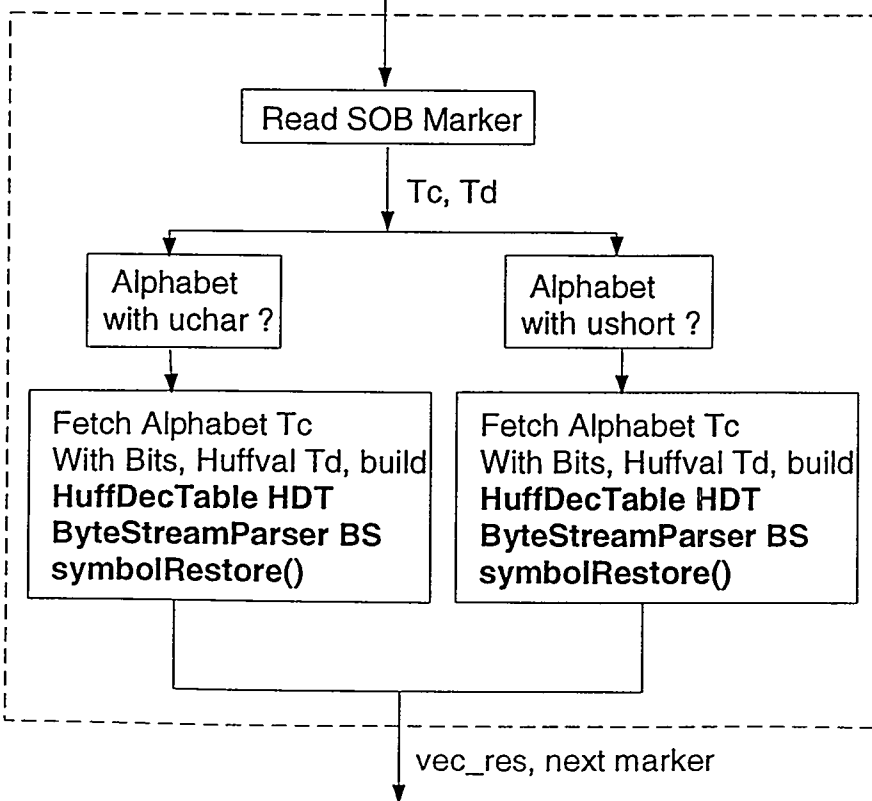 Read SOB Marker
Tc, Td
Alphabet
with uchar ?
Alphabet
with ushort ?
Fetch Alphabet Tc
With Bits, Huffval Td, build
HuffDecTable HDT
ByteStreamParser BS
symbolRestore()
Fetch Alphabet Tc
With Bits, Huffval Td, build
HuffDecTable HDT
ByteStreamParser BS
symbolRestore()
vec_res, next marker